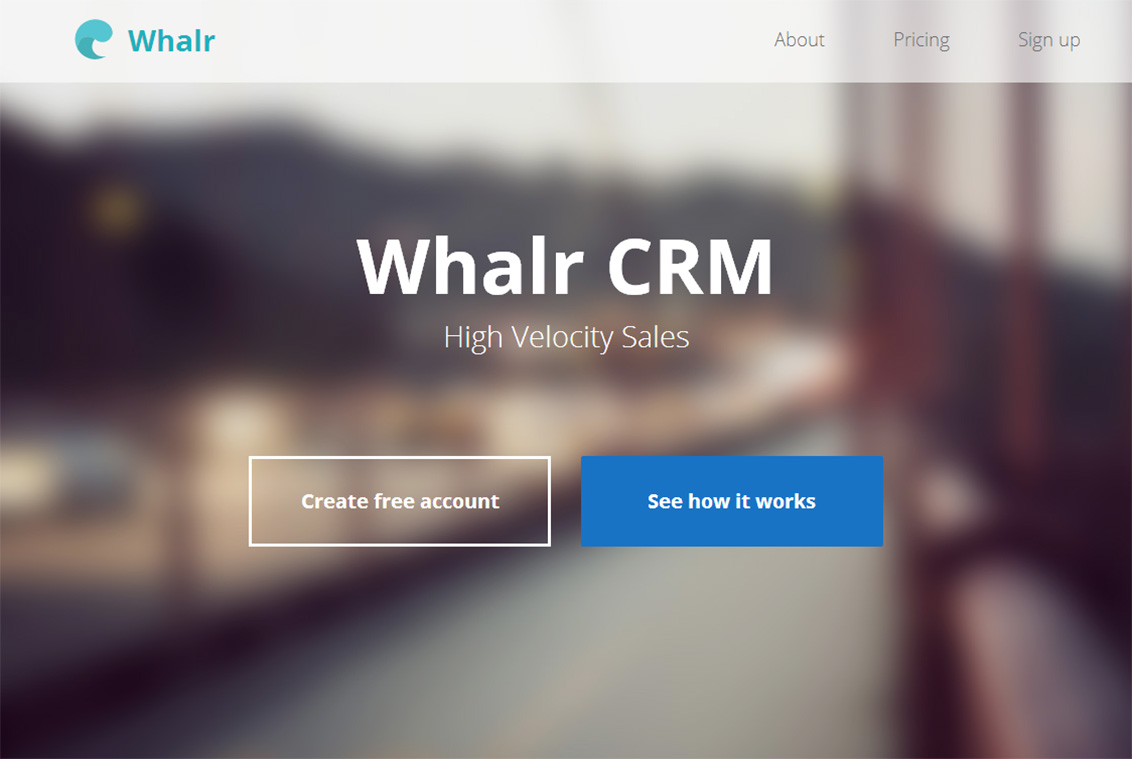 Whalr
About Pricing Sign up
Whalr CRM
High Velocity Sales
Create free account
See how it works